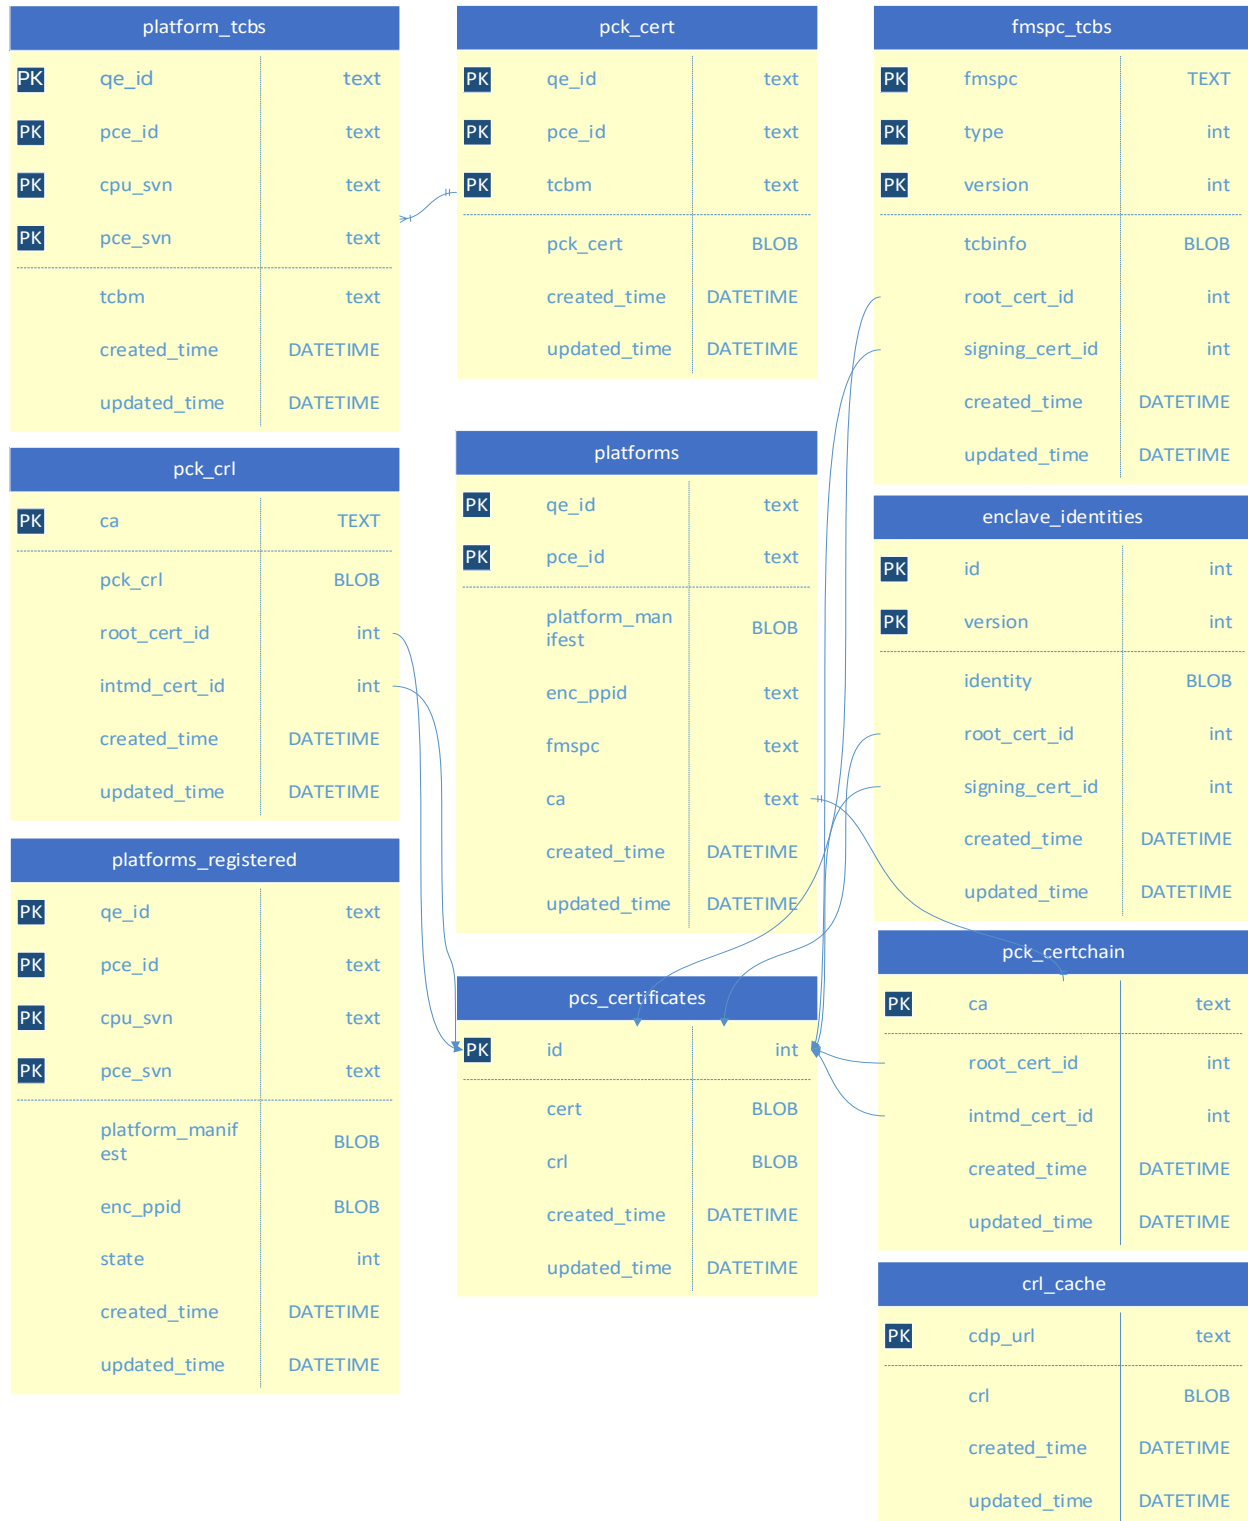 platform_tcbs
PK qe_id text
PK pce_id text
PK cpu_svn text
PK pce_svn text
tcbm text
created_time DATETIME
updated_time DATETIME
pck_crl
PK ca TEXT
pck_crl BLOB
root_cert_id int
intmd_cert_id int
created_time DATETIME
updated_time DATETIME
platforms_registered
PK qe_id text
PK pce_id text
PK cpu_svn text
PK pce_svn text
platform_manif
est BLOB
enc_ppid BLOB
state int
created_time DATETIME
updated_time DATETIME
pck_cert
PK qe_id text
PK pce_id text
PK tcbm text
pck_cert BLOB
created_time DATETIME
updated_time DATETIME
platforms
PK qe_id text
PK pce_id text
platform_man
ifest BLOB
enc_ppid text
fmspc text
ca text
created_time DATETIME
updated_time DATETIME
pcs_certificates
PK id int
cert BLOB
crl BLOB
created_time DATETIME
updated_time DATETIME
fmspc_tcbs
PK fmspc TEXT
PK type int
PK version int
tcbinfo BLOB
root_cert_id int
signing_cert_id int
created_time DATETIME
updated_time DATETIME
enclave_identities
PK id int
PK version int
identity BLOB
root_cert_id int
signing_cert_id int
created_time DATETIME
updated_time DATETIME
pck_certchain
PK ca text
root_cert_id int
intmd_cert_id int
created_time DATETIME
updated_time DATETIME
crl_cache
PK cdp_url text
crl BLOB
created_time DATETIME
updated_time DATETIME